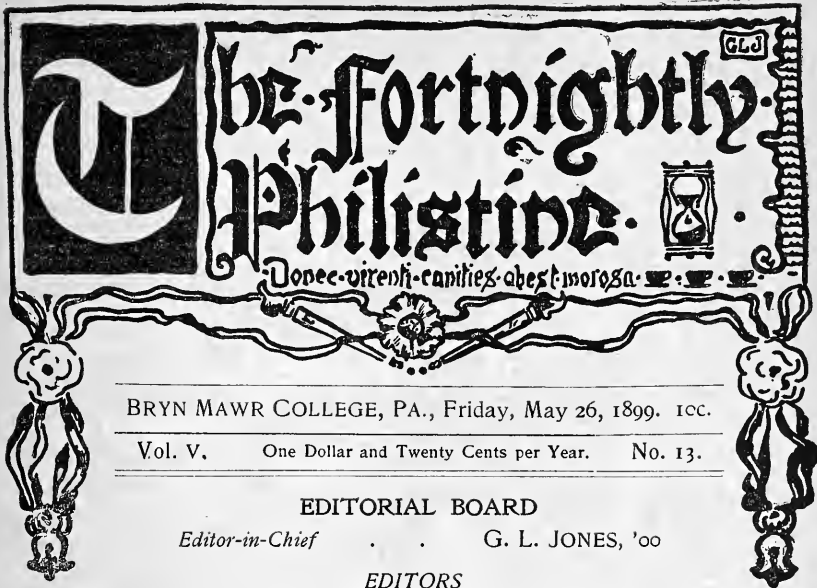 GLJ
The · Fortnightly ·
Philistine ·
· Donec · virenti · canities · abest · morosa ·
BRYN MAWR COLLEGE, PA., Friday, May 26, 1899. 10c.
Vol. V. One Dollar and Twenty Cents per Year. No. 13.
EDITORIAL BOARD
Editor-in-Chief . . G. L. JONES, '00
EDITORS